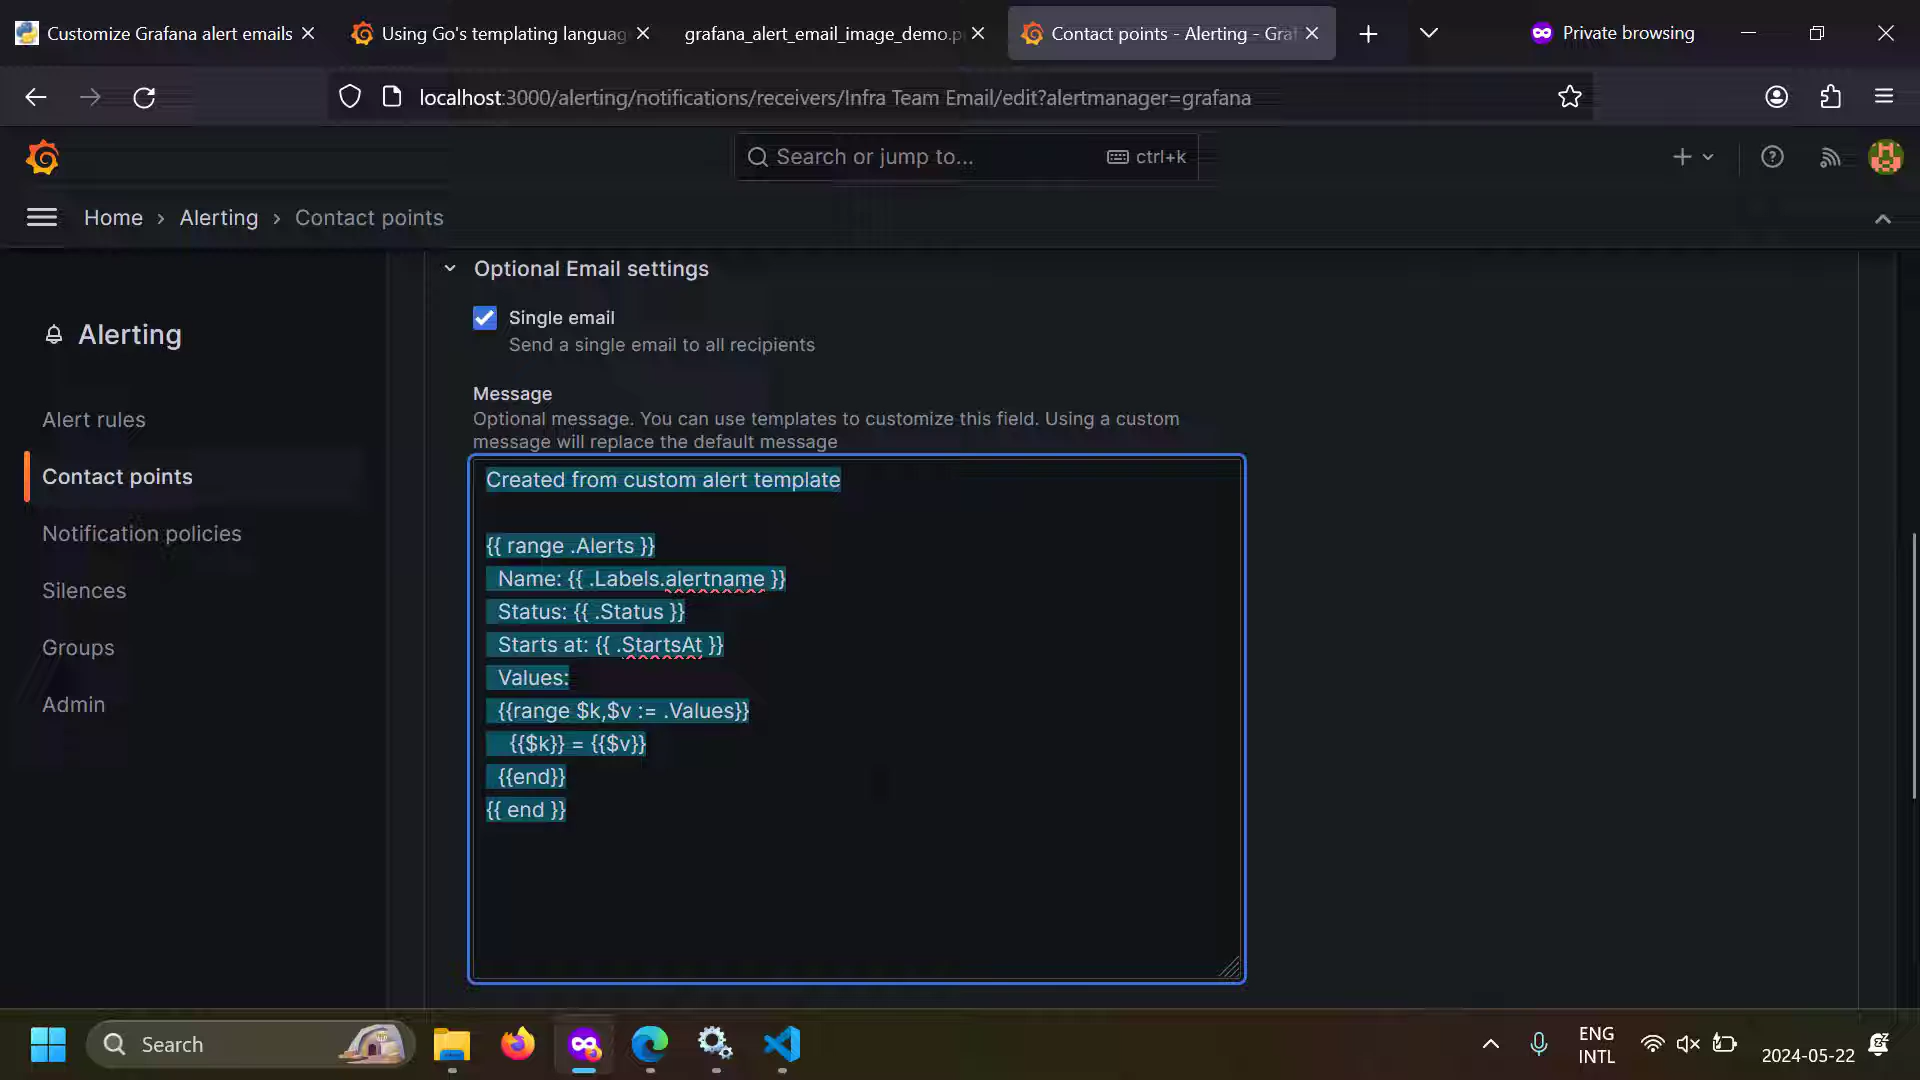 Customize Grafana alert emails
Using Go's templating languag
grafana_alert_email_image_demo.p
Contact points - Alerting - Graf
Private browsing
localhost:3000/alerting/notifications/receivers/Infra Team Email/edit?alertmanager=grafana
Search or jump to...
ctrl+k
Home › Alerting › Contact points
Optional Email settings
Single email
Send a single email to all recipients
Alerting
Alert rules
Contact points
Notification policies
Silences
Groups
Admin
Message
Optional message. You can use templates to customize this field. Using a custom
message will replace the default message
Created from custom alert template
{{ range .Alerts }}
Name: {{ .Labels.alertname }}
Status: {{ .Status }}
Starts at: {{ .StartsAt }}
Values:
{{range $k,$v := .Values}}
{{$k}} = {{$v}}
{{end}}
{{ end }}
Search
ENG
INTL
2024-05-22